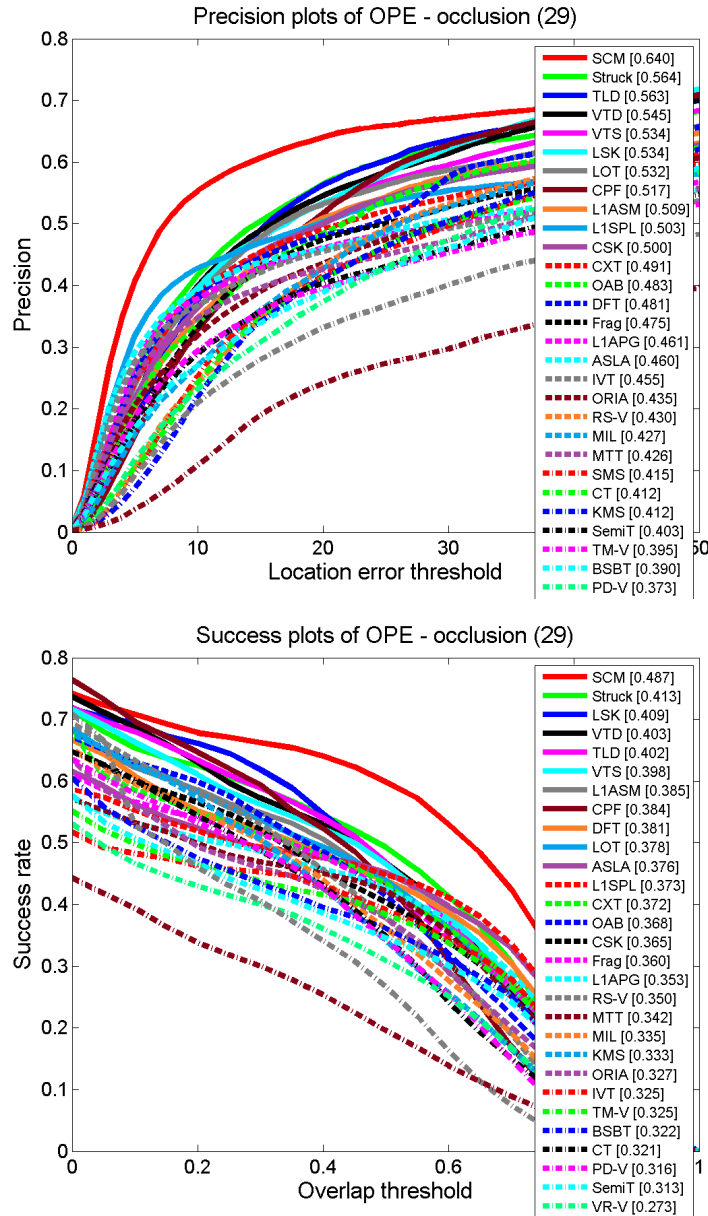 Precision plots of OPE - occlusion (29)
0.8
0.7
0.6
0.5
0.4
0.3
0.2
0.1
0
Precision
0 10 20 30 50
Location error threshold
SCM [0.640]
Struck [0.564]
TLD [0.563]
VTD [0.545]
VTS [0.534]
LSK [0.534]
LOT [0.532]
CPF [0.517]
L1ASM [0.509]
L1SPL [0.503]
CSK [0.500]
CXT [0.491]
OAB [0.483]
DFT [0.481]
Frag [0.475]
L1APG [0.461]
ASLA [0.460]
IVT [0.455]
ORIA [0.435]
RS-V [0.430]
MIL [0.427]
MTT [0.426]
SMS [0.415]
CT [0.412]
KMS [0.412]
SemiT [0.403]
TM-V [0.395]
BSBT [0.390]
PD-V [0.373]
Success plots of OPE - occlusion (29)
0.8
0.7
0.6
0.5
0.4
0.3
0.2
0.1
0
Success rate
0 0.2 0.4 0.6 1
Overlap threshold
SCM [0.487]
Struck [0.413]
LSK [0.409]
VTD [0.403]
TLD [0.402]
VTS [0.398]
L1ASM [0.385]
CPF [0.384]
DFT [0.381]
LOT [0.378]
ASLA [0.376]
L1SPL [0.373]
CXT [0.372]
OAB [0.368]
CSK [0.365]
Frag [0.360]
L1APG [0.353]
RS-V [0.350]
MTT [0.342]
MIL [0.335]
KMS [0.333]
ORIA [0.327]
IVT [0.325]
TM-V [0.325]
BSBT [0.322]
CT [0.321]
PD-V [0.316]
SemiT [0.313]
VR-V [0.273]